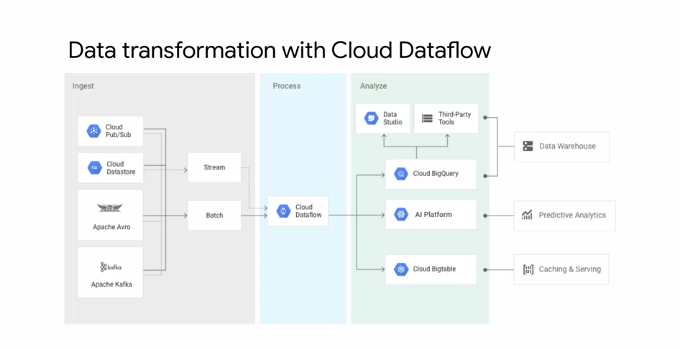 Data transformation with Cloud Dataflow
Ingest
Process
Analyze
Cloud
Pub/Sub
Cloud
Datastore
Apache Avro
kafka
Apache Kafka
Stream
Batch
Cloud
Dataflow
Data
Studio
Third-Party
Tools
Cloud BigQuery
AI Platform
Cloud Bigtable
Data Warehouse
Predictive Analytics
Caching & Serving